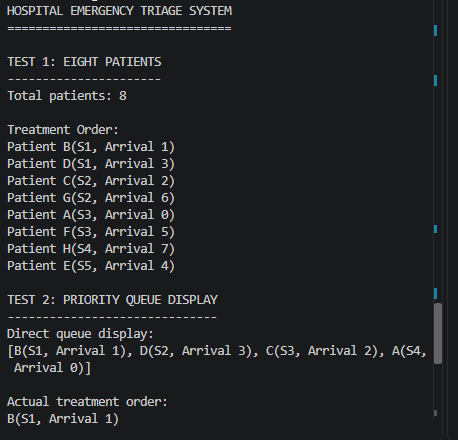 HOSPITAL EMERGENCY TRIAGE SYSTEM
================================
TEST 1: EIGHT PATIENTS
----------------------
Total patients: 8
Treatment Order:
Patient B(S1, Arrival 1)
Patient D(S1, Arrival 3)
Patient C(S2, Arrival 2)
Patient G(S2, Arrival 6)
Patient A(S3, Arrival 0)
Patient F(S3, Arrival 5)
Patient H(S4, Arrival 7)
Patient E(S5, Arrival 4)
TEST 2: PRIORITY QUEUE DISPLAY
------------------------------
Direct queue display:
[B(S1, Arrival 1), D(S2, Arrival 3), C(S3, Arrival 2), A(S4,
 Arrival 0)]
Actual treatment order:
B(S1, Arrival 1)